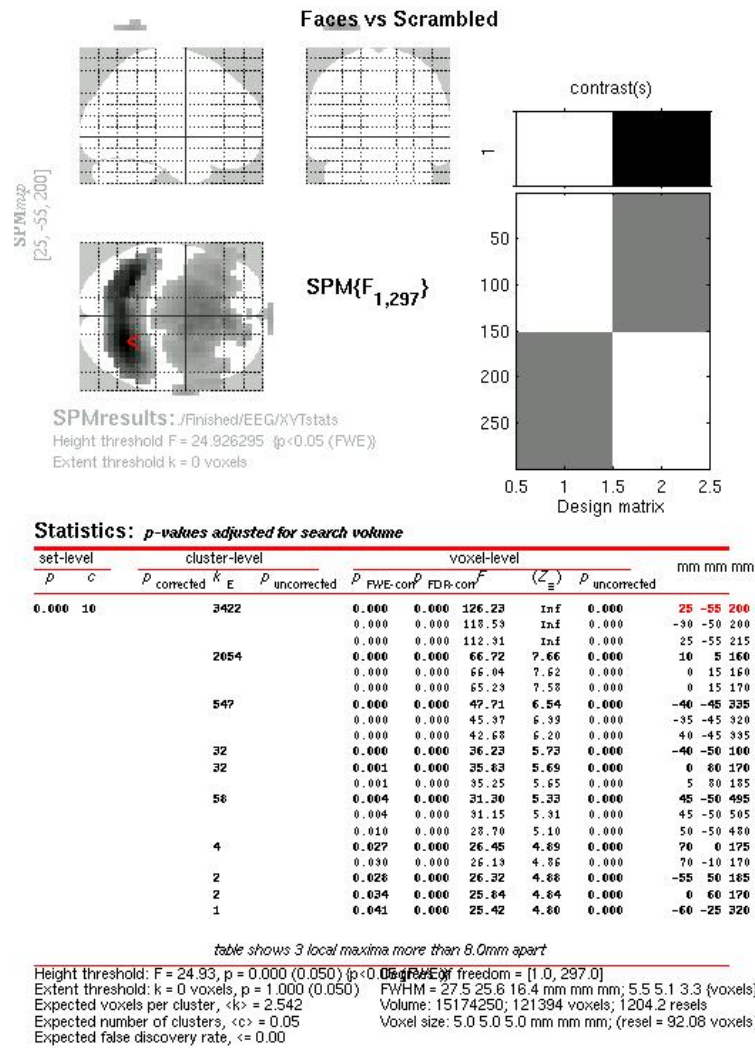 Faces vs Scrambled
contrast(s)
1
SPMmip
[25, -55, 200]
SPM{F1,297}
50
100
150
200
250
0.5 1 1.5 2 2.5
Design matrix
SPMresults: ./Finished/EEG/XYTstats
Height threshold F = 24.926295 {p<0.05 (FWE)}
Extent threshold k = 0 voxels
Statistics: p-values adjusted for search volume
set-level cluster-level voxel-level mm mm mm
p c p corrected k E p uncorrected p FWE-corr p FDR-corr F (Z≡) p uncorrected
0.000 10 3422 0.000 0.000 126.23 Inf 0.000 25 -55 200
0.000 0.000 118.53 Inf 0.000 -30 -50 200
0.000 0.000 112.31 Inf 0.000 25 -55 215
2054 0.000 0.000 66.72 7.66 0.000 10 5 160
0.000 0.000 66.04 7.62 0.000 0 15 160
0.000 0.000 65.23 7.58 0.000 0 15 170
547 0.000 0.000 47.71 6.54 0.000 -40 -45 335
0.000 0.000 45.37 6.39 0.000 -35 -45 320
0.000 0.000 42.68 6.20 0.000 40 -45 335
32 0.000 0.000 36.23 5.73 0.000 -40 -50 100
32 0.001 0.000 35.83 5.69 0.000 0 80 170
0.001 0.000 35.25 5.65 0.000 5 80 185
58 0.004 0.000 31.30 5.33 0.000 45 -50 495
0.004 0.000 31.15 5.31 0.000 45 -50 505
0.010 0.000 28.70 5.10 0.000 50 -50 480
4 0.027 0.000 26.45 4.89 0.000 70 0 175
0.030 0.000 26.13 4.86 0.000 70 -10 170
2 0.028 0.000 26.32 4.88 0.000 -55 50 185
2 0.034 0.000 25.84 4.84 0.000 0 60 170
1 0.041 0.000 25.42 4.80 0.000 -60 -25 320
table shows 3 local maxima more than 8.0mm apart
Height threshold: F = 24.93, p = 0.000 (0.050) {p<0.05 (FWE)} Degrees of freedom = [1.0, 297.0]
Extent threshold: k = 0 voxels, p = 1.000 (0.050) FWHM = 27.5 25.6 16.4 mm mm mm; 5.5 5.1 3.3 {voxels}
Expected voxels per cluster, <k> = 2.542 Volume: 15174250; 121394 voxels; 1204.2 resels
Expected number of clusters, <c> = 0.05 Voxel size: 5.0 5.0 5.0 mm mm mm; (resel = 92.08 voxels
Expected false discovery rate, <= 0.00